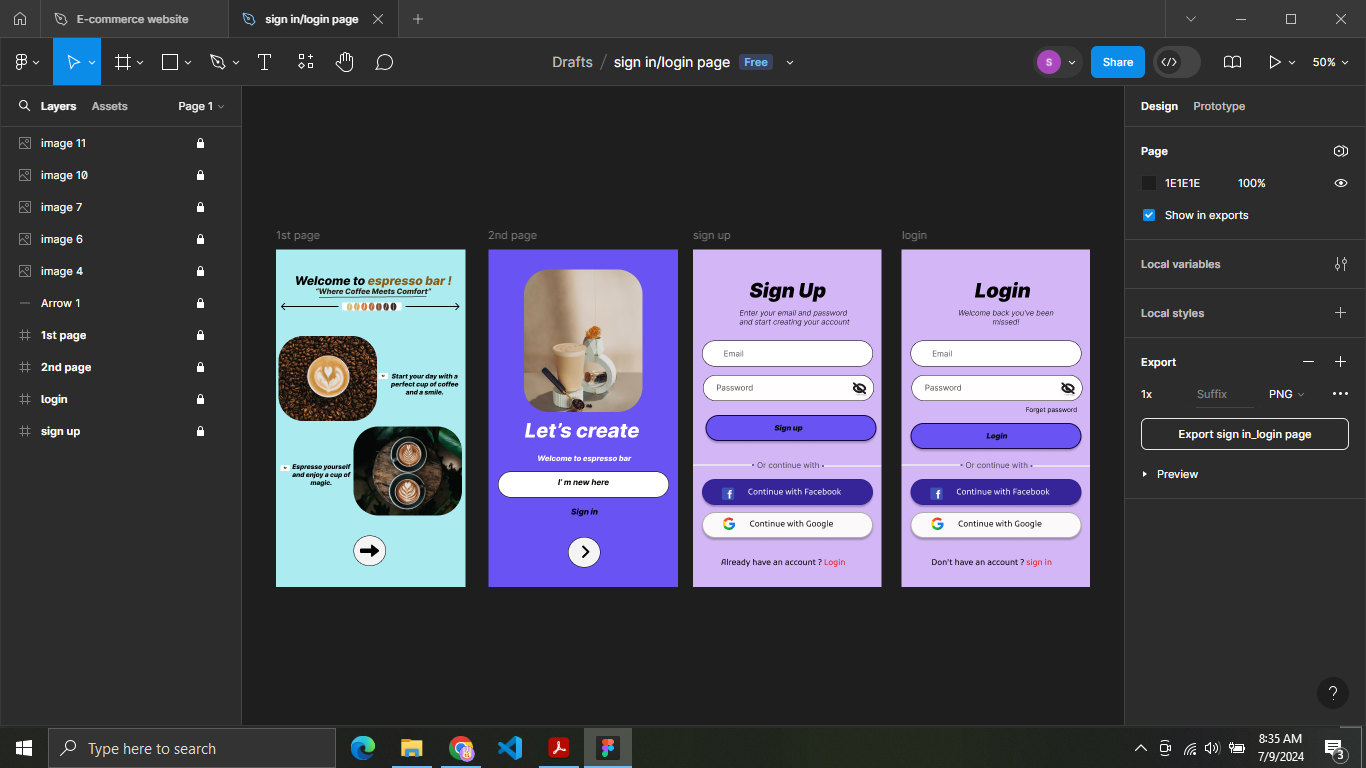 E-commerce website
sign in/login page
Drafts / sign in/login page Free
S
Share
50%
Layers
Assets
Page 1
image 11
image 10
image 7
image 6
image 4
Arrow 1
1st page
2nd page
login
sign up
1st page
Welcome to espresso bar !
"Where Coffee Meets Comfort"
Start your day with a
perfect cup of coffee
and a smile.
Espresso yourself
and enjoy a cup of
magic.
2nd page
Let's create
Welcome to espresso bar
I' m new here
Sign in
sign up
Sign Up
Enter your email and password
and start creating your account
Email
Password
Sign up
• Or continue with •
f
Continue with Facebook
G
Continue with Google
Already have an account ? Login
login
Login
Welcome back you've been
missed!
Email
Password
Forget password
Login
• Or continue with •
f
Continue with Facebook
G
Continue with Google
Don't have an account ? sign in
Design
Prototype
Page
1E1E1E
100%
Show in exports
Local variables
Local styles
Export
1x
Suffix
PNG
Export sign in_login page
Preview
?
Type here to search
8:35 AM
7/9/2024
3